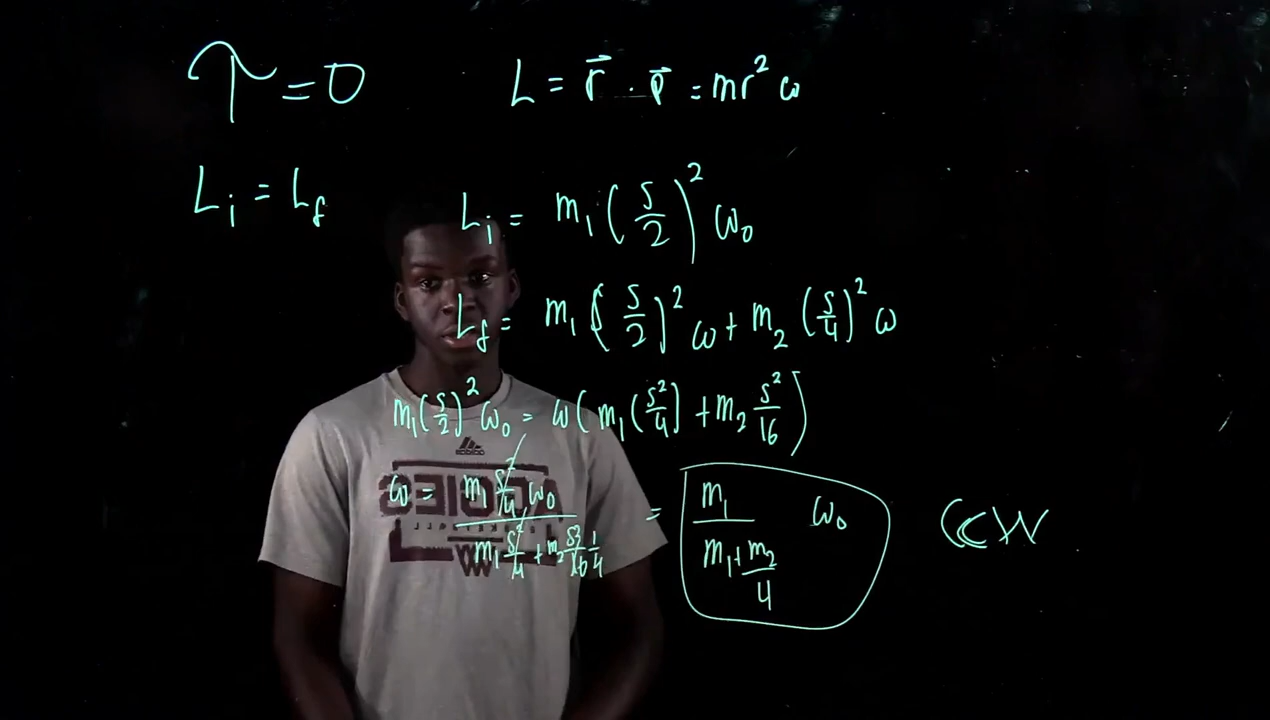 τ = 0
L = r⃗ · p⃗ = mr² ω
Lᵢ = L_f
Lᵢ = m₁ (s/2)² ω₀
L_f = m₁ (s/2)² ω + m₂ (s/4)² ω
m₁(s/2)² ω₀ = ω( m₁(s²/4) + m₂ s²/16 )
ω = (m₁ s²/4 ω₀)/(m₁ s²/4 + m₂ s²/16 1/4) = m₁/(m₁ + m₂/4) ω₀ CCW
adidas
AGGIES